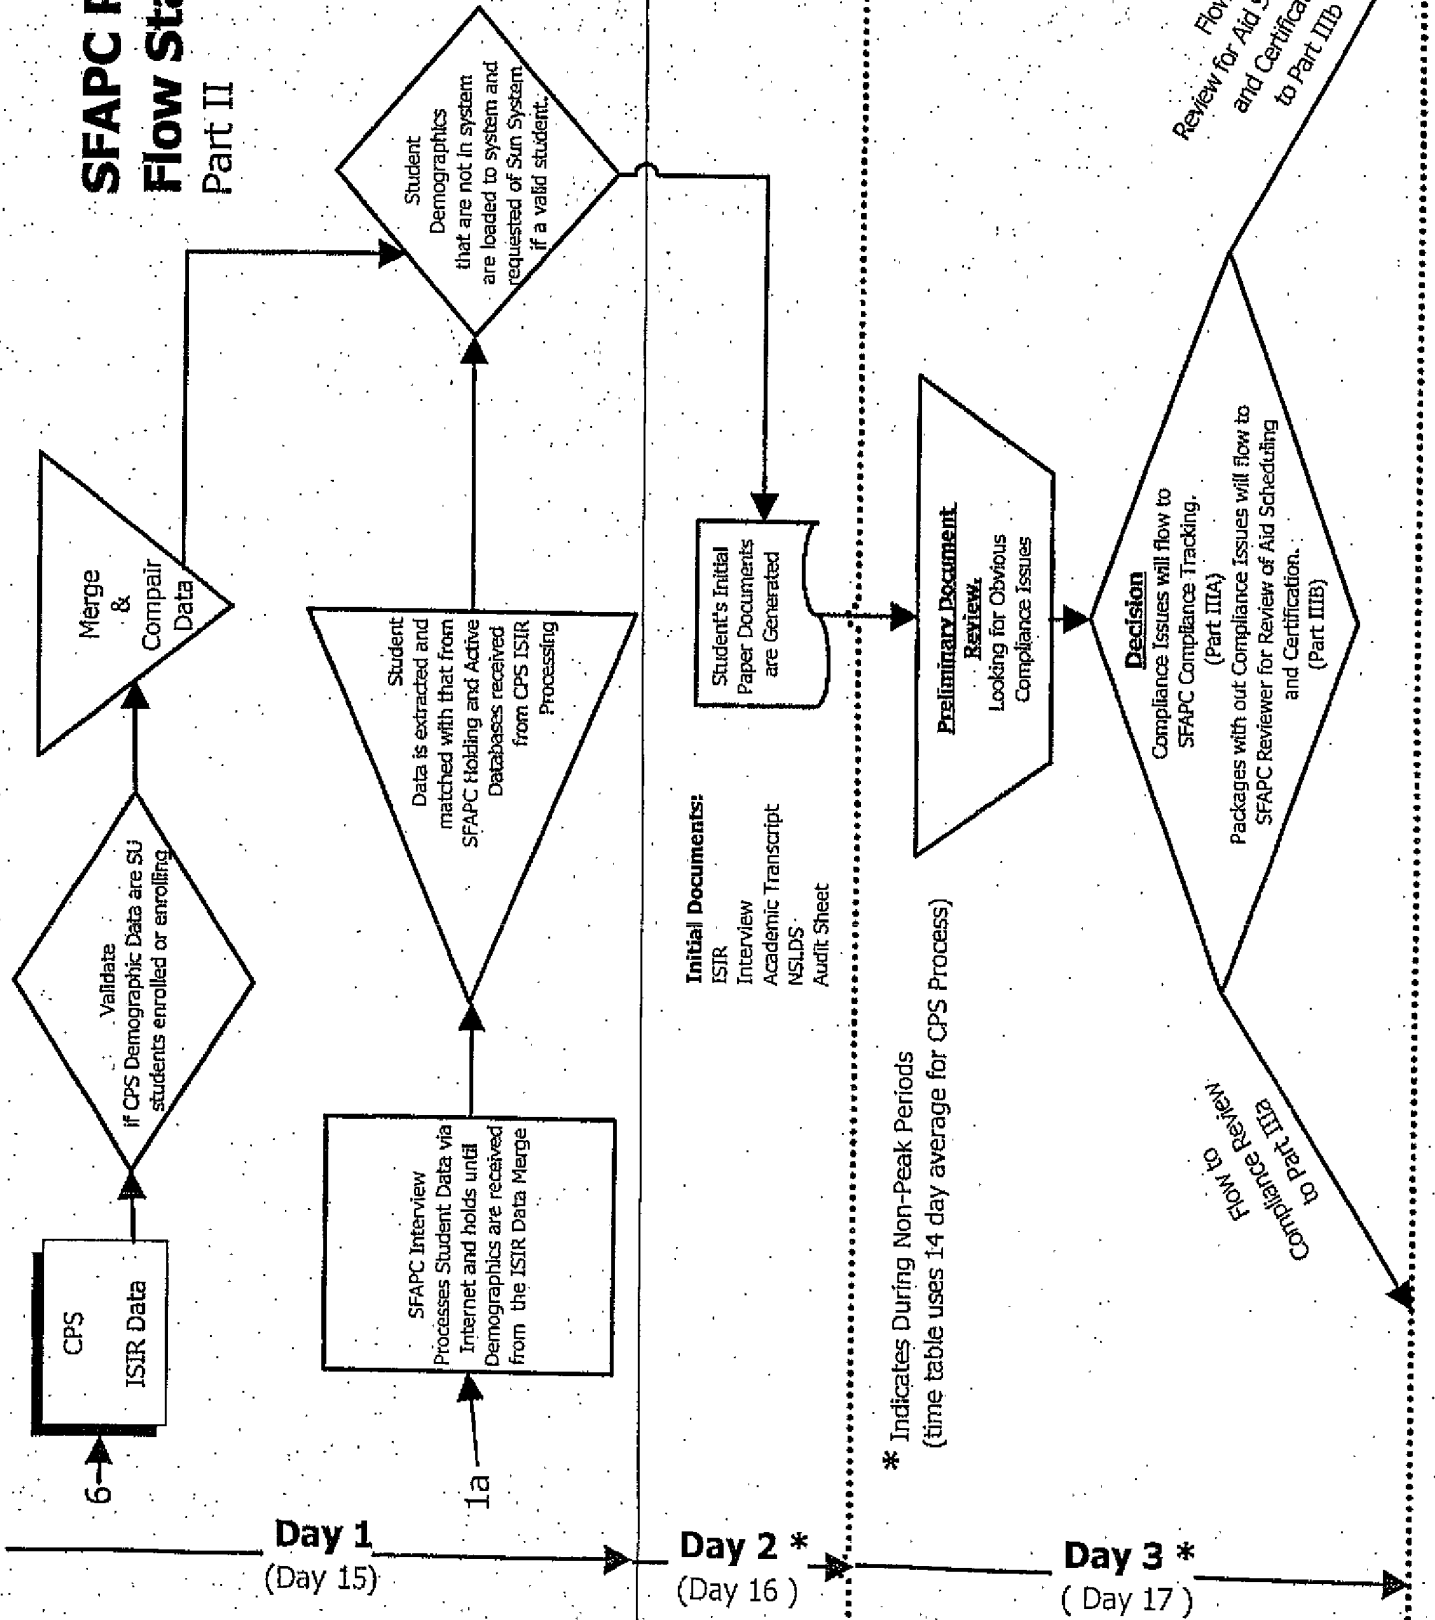 SFAPC
Flow
Part II
6
CPS
ISIR Data
Validate
if CPS Demographic Data are SU
students enrolled or enrolling
Merge
&
Compair
Data
1a
SFAPC Interview
Processes Student Data via
Internet and holds until
Demographics are received
from the ISIR Data Merge
Student
Data is extracted and
matched with that from
SFAPC Holding and Active
Databases received
from CPS ISIR
Processing
Student
Demographics
that are not in system
are loaded to system and
requested of Sun System
if a valid student.
Day 1
(Day 15)
Student's Initial
Paper Documents
are Generated
Initial Documents:
ISIR
Interview
Academic Transcript
NSLDS
Audit Sheet
Day 2 *
(Day 16 )
Preliminary Document
Review.
Looking for Obvious
Compliance Issues
* Indicates During Non-Peak Periods
(time table uses 14 day average for CPS Process)
Decision
Compliance Issues will flow to
SFAPC Compliance Tracking.
(Part IIIA)
Packages with out Compliance Issues will flow to
SFAPC Reviewer for Review of Aid Scheduling
and Certification.
(Part IIIB)
Flow to
Compliance Review
to Part IIIa
Review for Aid
and
to Part IIIb
Day 3 *
( Day 17 )